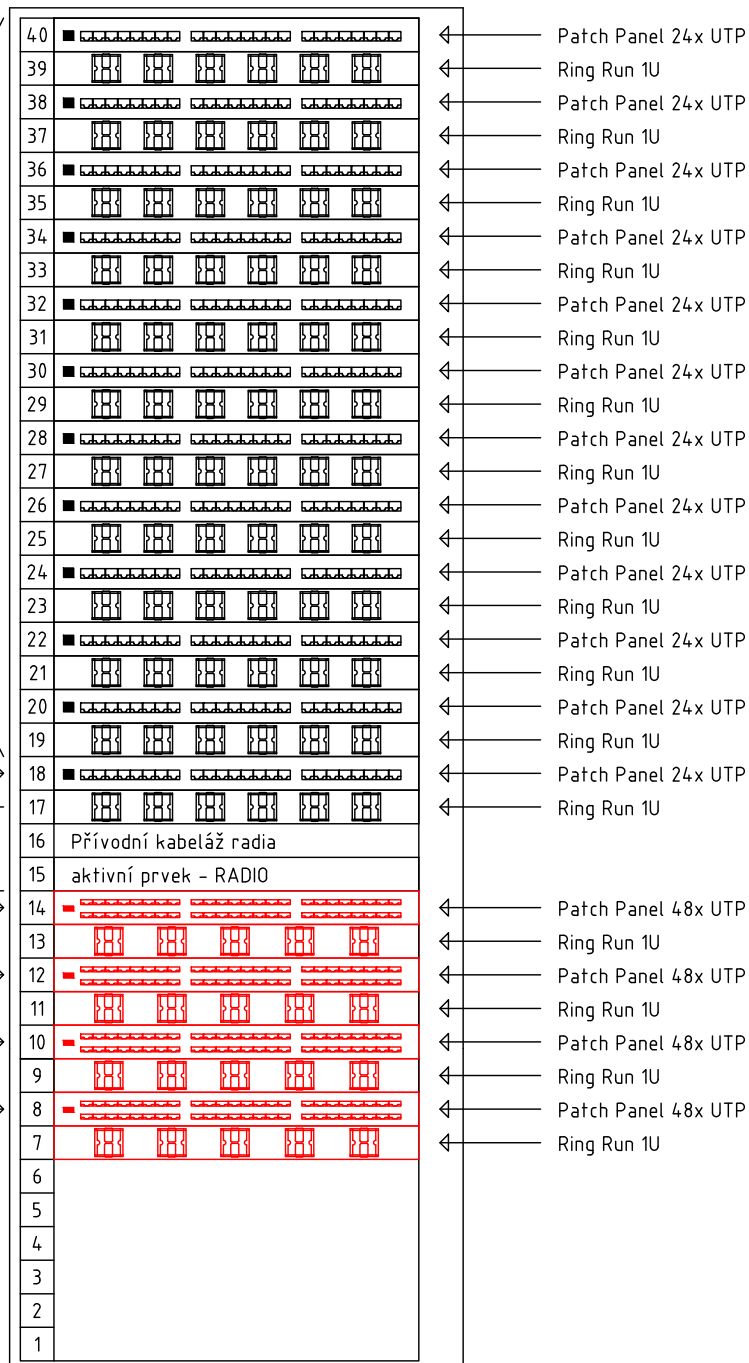 40 Patch Panel 24x UTP
39 Ring Run 1U
38 Patch Panel 24x UTP
37 Ring Run 1U
36 Patch Panel 24x UTP
35 Ring Run 1U
34 Patch Panel 24x UTP
33 Ring Run 1U
32 Patch Panel 24x UTP
31 Ring Run 1U
30 Patch Panel 24x UTP
29 Ring Run 1U
28 Patch Panel 24x UTP
27 Ring Run 1U
26 Patch Panel 24x UTP
25 Ring Run 1U
24 Patch Panel 24x UTP
23 Ring Run 1U
22 Patch Panel 24x UTP
21 Ring Run 1U
20 Patch Panel 24x UTP
19 Ring Run 1U
18 Patch Panel 24x UTP
17 Ring Run 1U
16 Přívodní kabeláž radia
15 aktivní prvek - RADIO
14 Patch Panel 48x UTP
13 Ring Run 1U
12 Patch Panel 48x UTP
11 Ring Run 1U
10 Patch Panel 48x UTP
9 Ring Run 1U
8 Patch Panel 48x UTP
7 Ring Run 1U
6
5
4
3
2
1